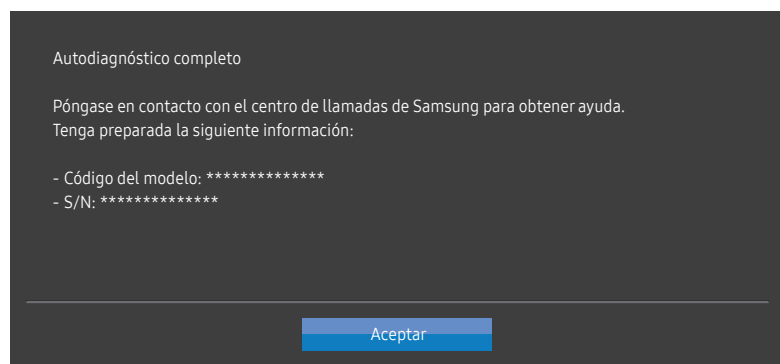 Autodiagnóstico completo
Póngase en contacto con el centro de llamadas de Samsung para obtener ayuda.
Tenga preparada la siguiente información:
- Código del modelo: **************
- S/N: **************
Aceptar